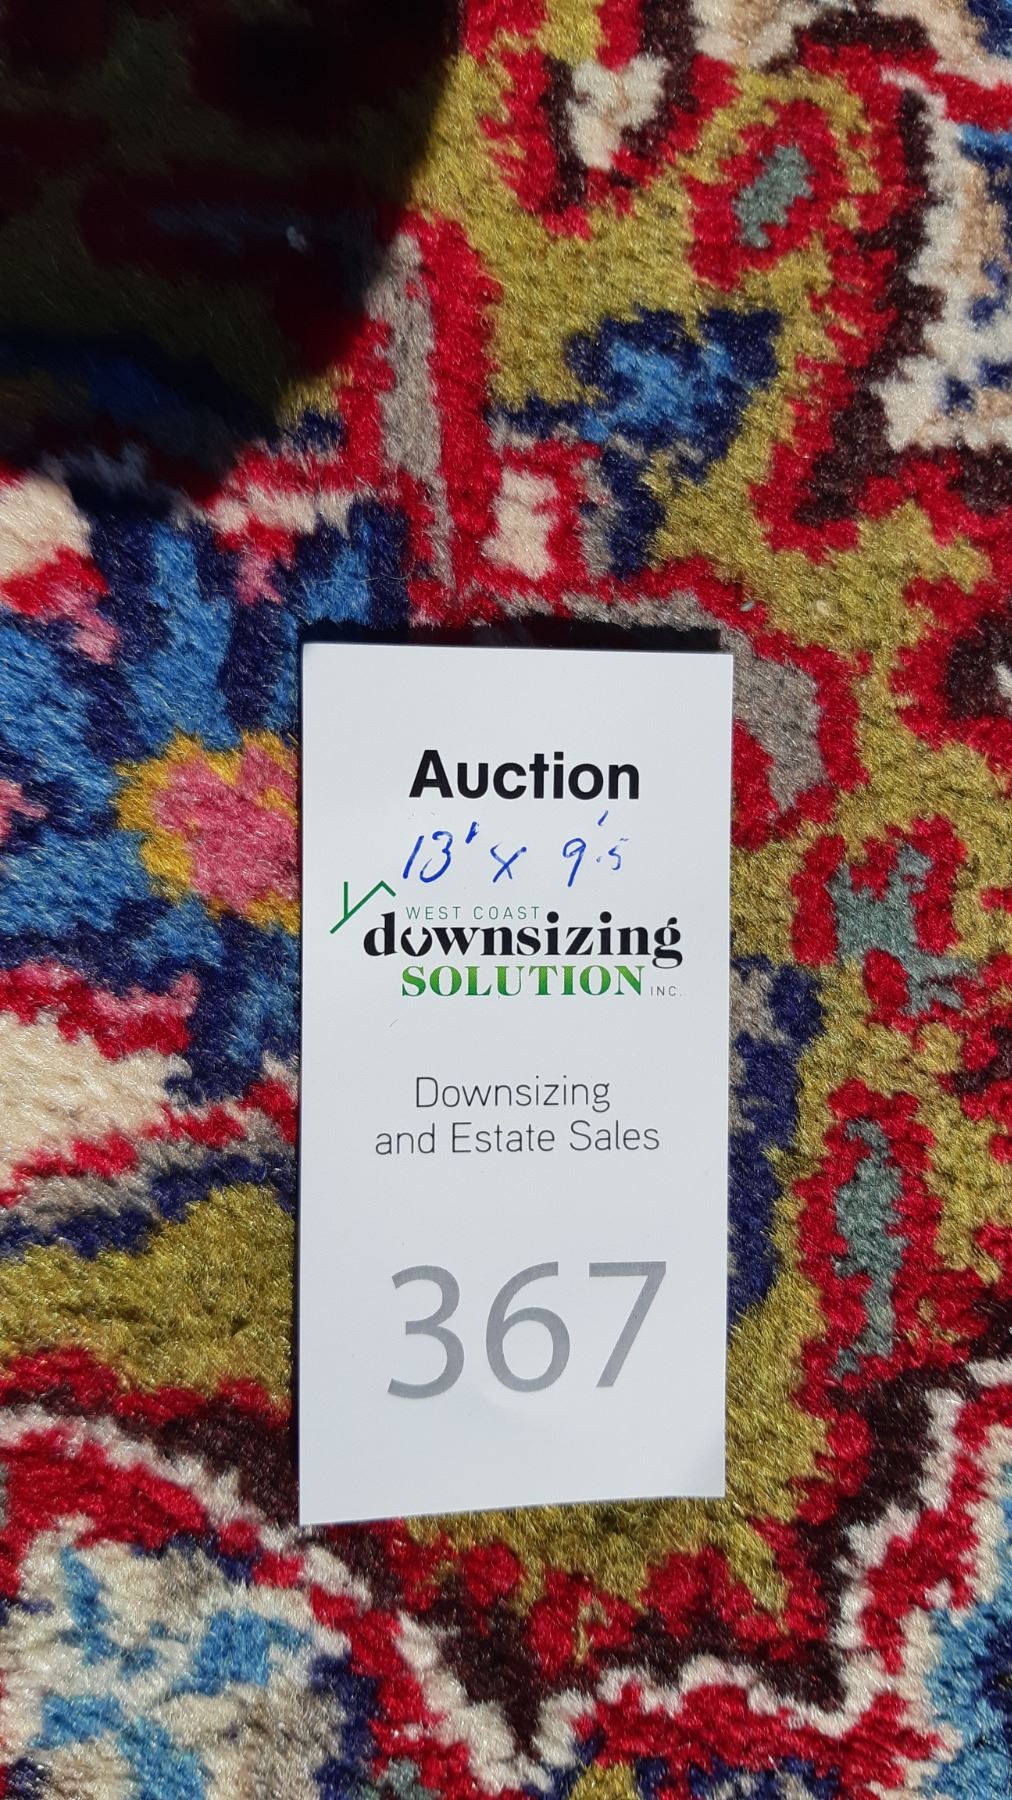 Auction
13' x 9'.5
WEST COAST
downsizing
SOLUTION INC.
Downsizing
and Estate Sales
367